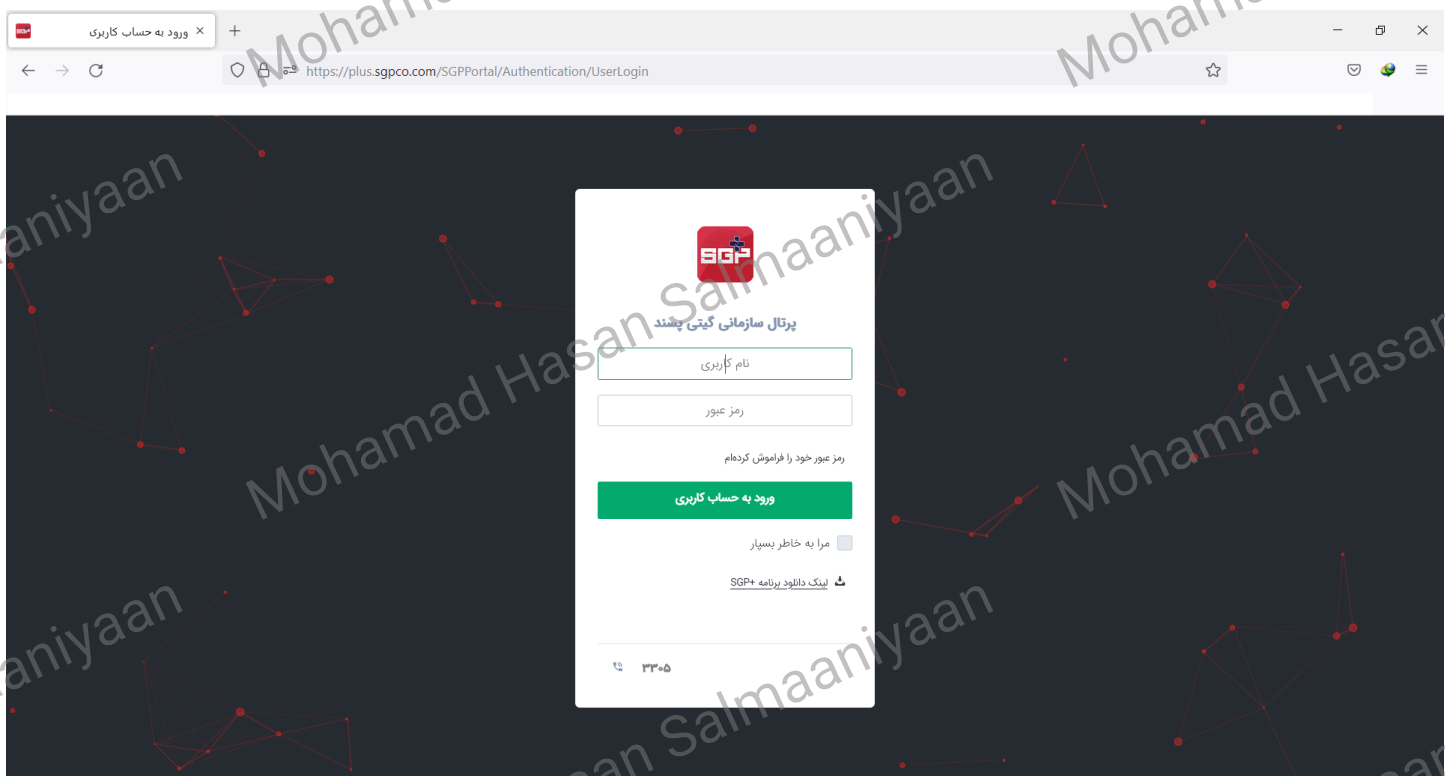 ورود به حساب کاربری
https://plus.sgpco.com/SGPPortal/Authentication/UserLogin
SGP
پرتال سازمانی گیتی پسند
نام کاربری
رمز عبور
رمز عبور خود را فراموش کرده‌ام
ورود به حساب کاربری
مرا به خاطر بسپار
لینک دانلود برنامه +SGP
۳۳۰۵
Mohamad Hasan Salmaaniyaan